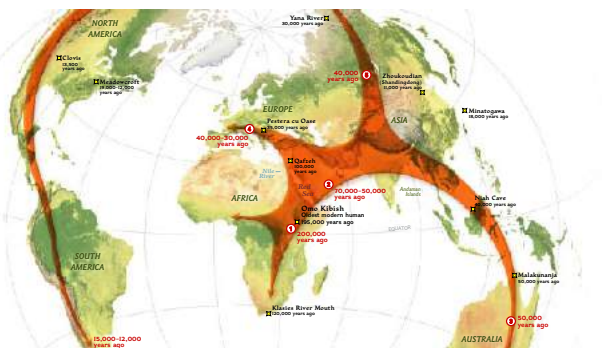 Yana River
30,000 years ago
NORTH
AMERICA
Clovis
13,500
years ago
Meadowcroft
19,000-12,000
years ago
40,000
years ago
Zhoukoudian
(Shandingdong)
11,000 years ago
Minatogawa
18,000 years ago
EUROPE
ASIA
40,000-30,000
years ago
4
35,000 years ago
Qafzeh
100,000
years ago
Nile
River
Red
Sea
2
70,000-50,000
years ago
Andaman
Islands
AFRICA
Omo Kibish
Oldest modern human
195,000 years ago
1
200,000
years ago
EQUATOR
Niah Cave
40,000 years ago
SOUTH
AMERICA
Malakunanja
50,000 years ago
Klasies River Mouth
120,000 years ago
3
50,000
years ago
15,000-12,000
years ago
AUSTRALIA